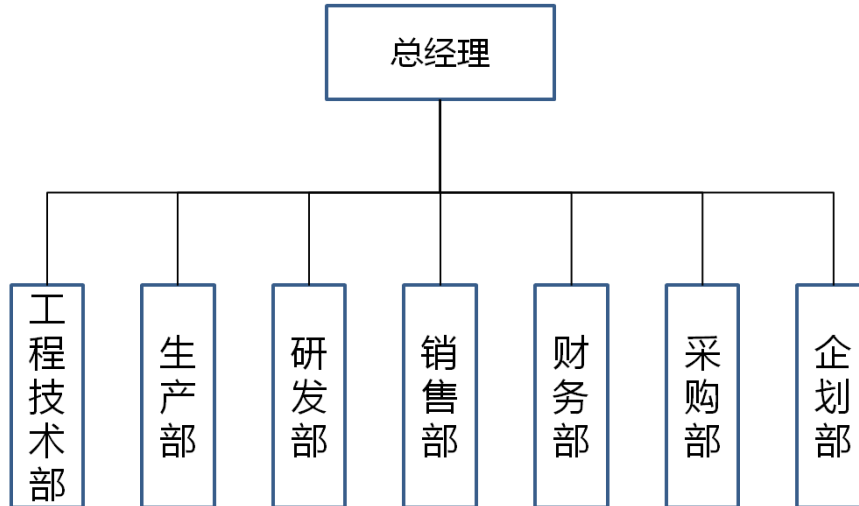 总经理
工程技术部
生产部
研发部
销售部
财务部
采购部
企划部